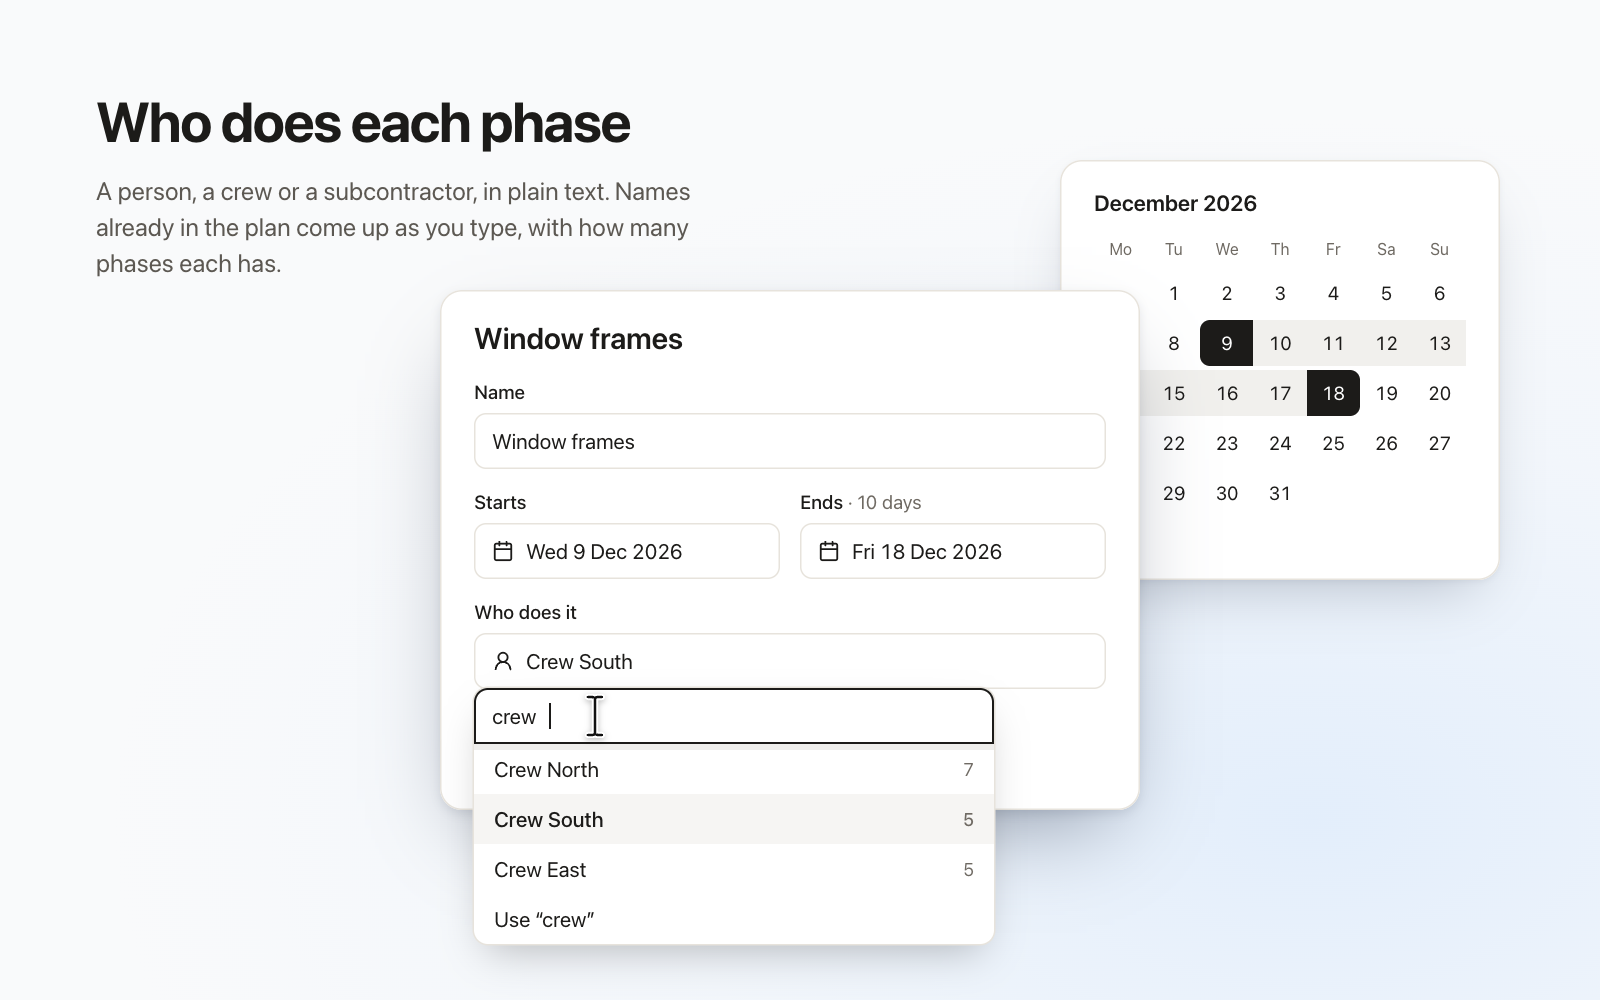 Who does each phase
A person, a crew or a subcontractor, in plain text. Names
already in the plan come up as you type, with how many
phases each has.
December 2026
Mo Tu We Th Fr Sa Su
1 2 3 4 5 6
8 9 10 11 12 13
15 16 17 18 19 20
22 23 24 25 26 27
29 30 31
Window frames
Name
Window frames
Starts
Ends · 10 days
Wed 9 Dec 2026
Fri 18 Dec 2026
Who does it
Crew South
crew
Crew North 7
Crew South 5
Crew East 5
Use “crew”